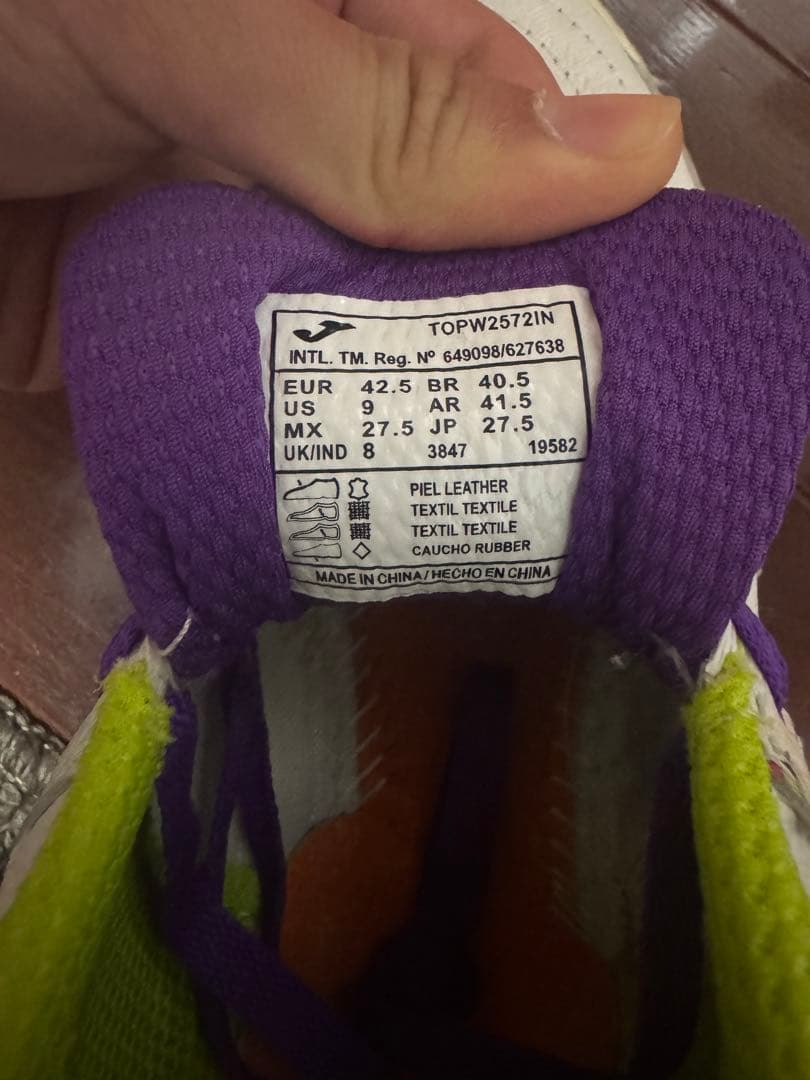 TOPW2572IN
INTL. TM. Reg. Nº 649098/627638
EUR 42.5 BR 40.5
US 9 AR 41.5
MX 27.5 JP 27.5
UK/IND 8 3847 19582
PIEL LEATHER
TEXTIL TEXTILE
TEXTIL TEXTILE
CAUCHO RUBBER
MADE IN CHINA/HECHO EN CHINA